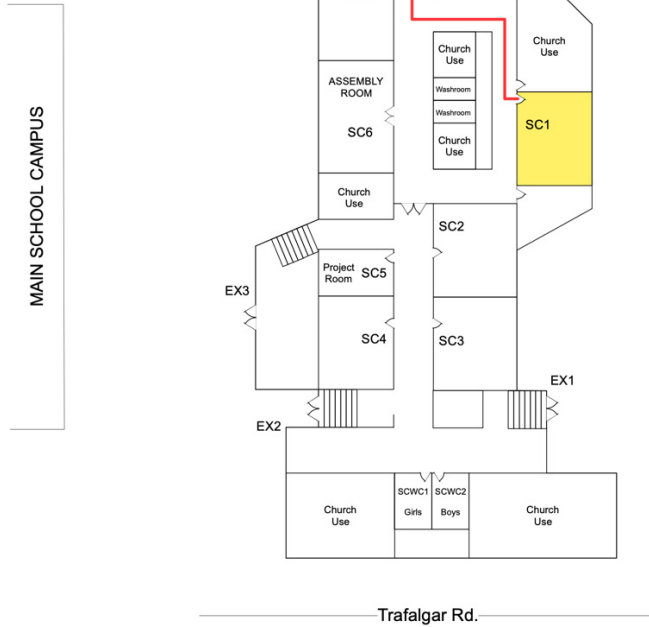 Church
Use
Church
Use
ASSEMBLY
ROOM
Washroom
MAIN SCHOOL CAMPUS
Washroom
SC1
SC6
Church
Use
Church
Use
SC2
Project
Room
SC5
EX3
SC4
SC3
EX1
EX2
SCWC1
SCWC2
Girls
Boys
Church
Use
Church
Use
Trafalgar Rd.